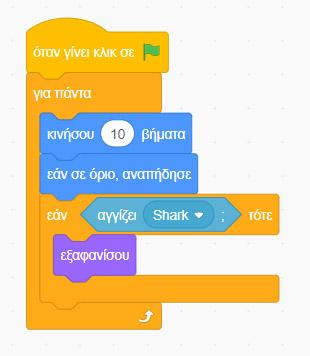 όταν γίνει κλικ σε
για πάντα
κινήσου 10 βήματα
εάν σε όριο, αναπήδησε
εάν αγγίζει Shark ; τότε
εξαφανίσου